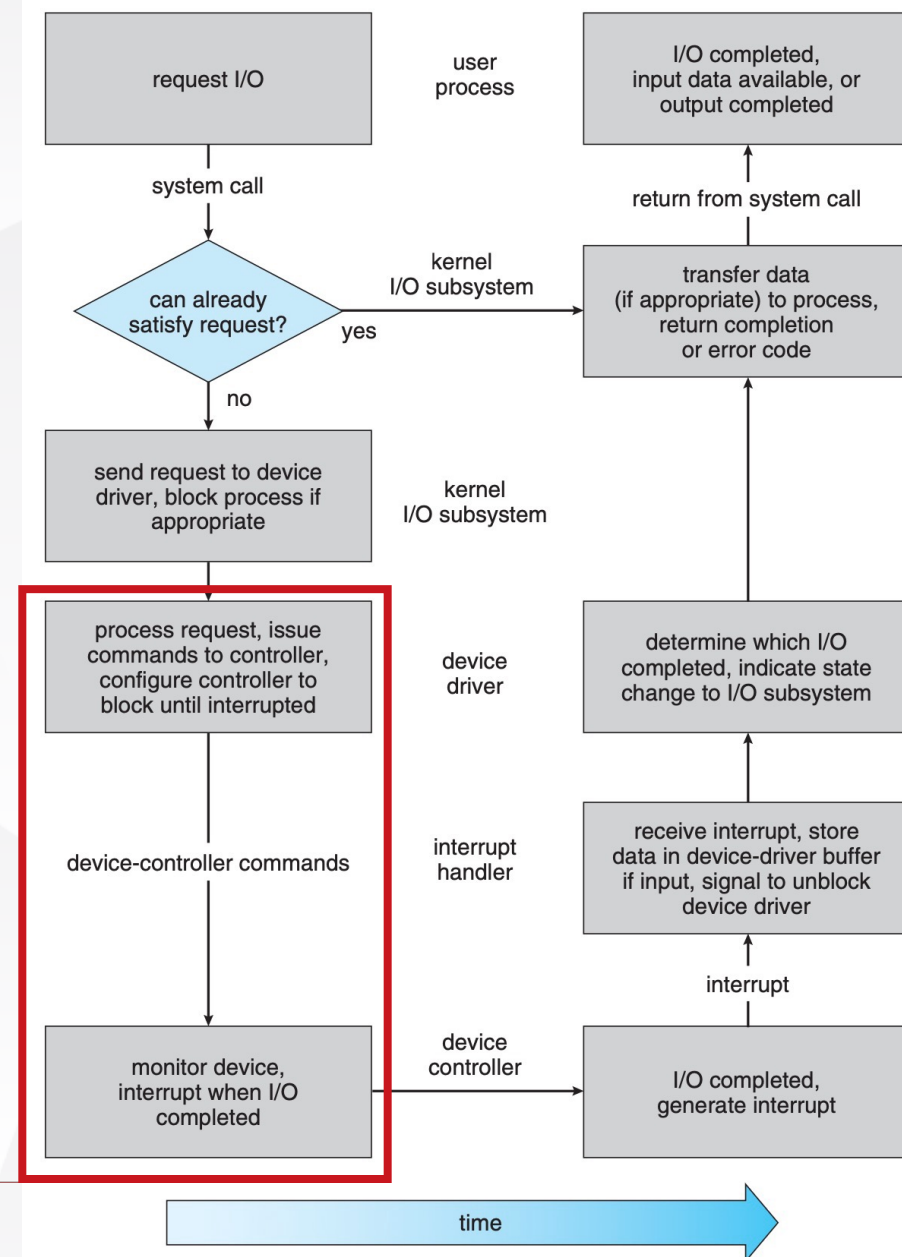 request I/O
user
process
I/O completed,
input data available, or
output completed
system call
return from system call
can already
satisfy request?
kernel
I/O subsystem
yes
transfer data
(if appropriate) to process,
return completion
or error code
no
send request to device
driver, block process if
appropriate
kernel
I/O subsystem
process request, issue
commands to controller,
configure controller to
block until interrupted
device
driver
determine which I/O
completed, indicate state
change to I/O subsystem
device-controller commands
interrupt
handler
receive interrupt, store
data in device-driver buffer
if input, signal to unblock
device driver
interrupt
monitor device,
interrupt when I/O
completed
device
controller
I/O completed,
generate interrupt
time